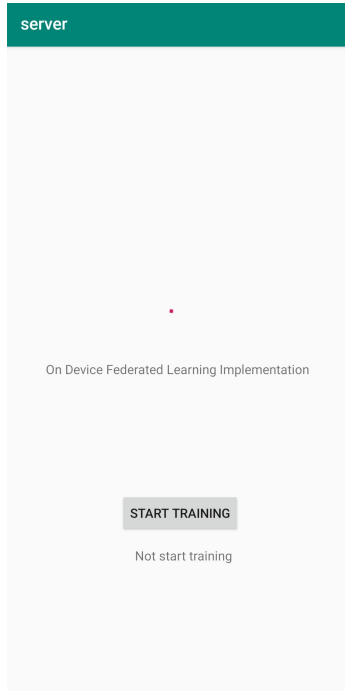 server
On Device Federated Learning Implementation
START TRAINING
Not start training